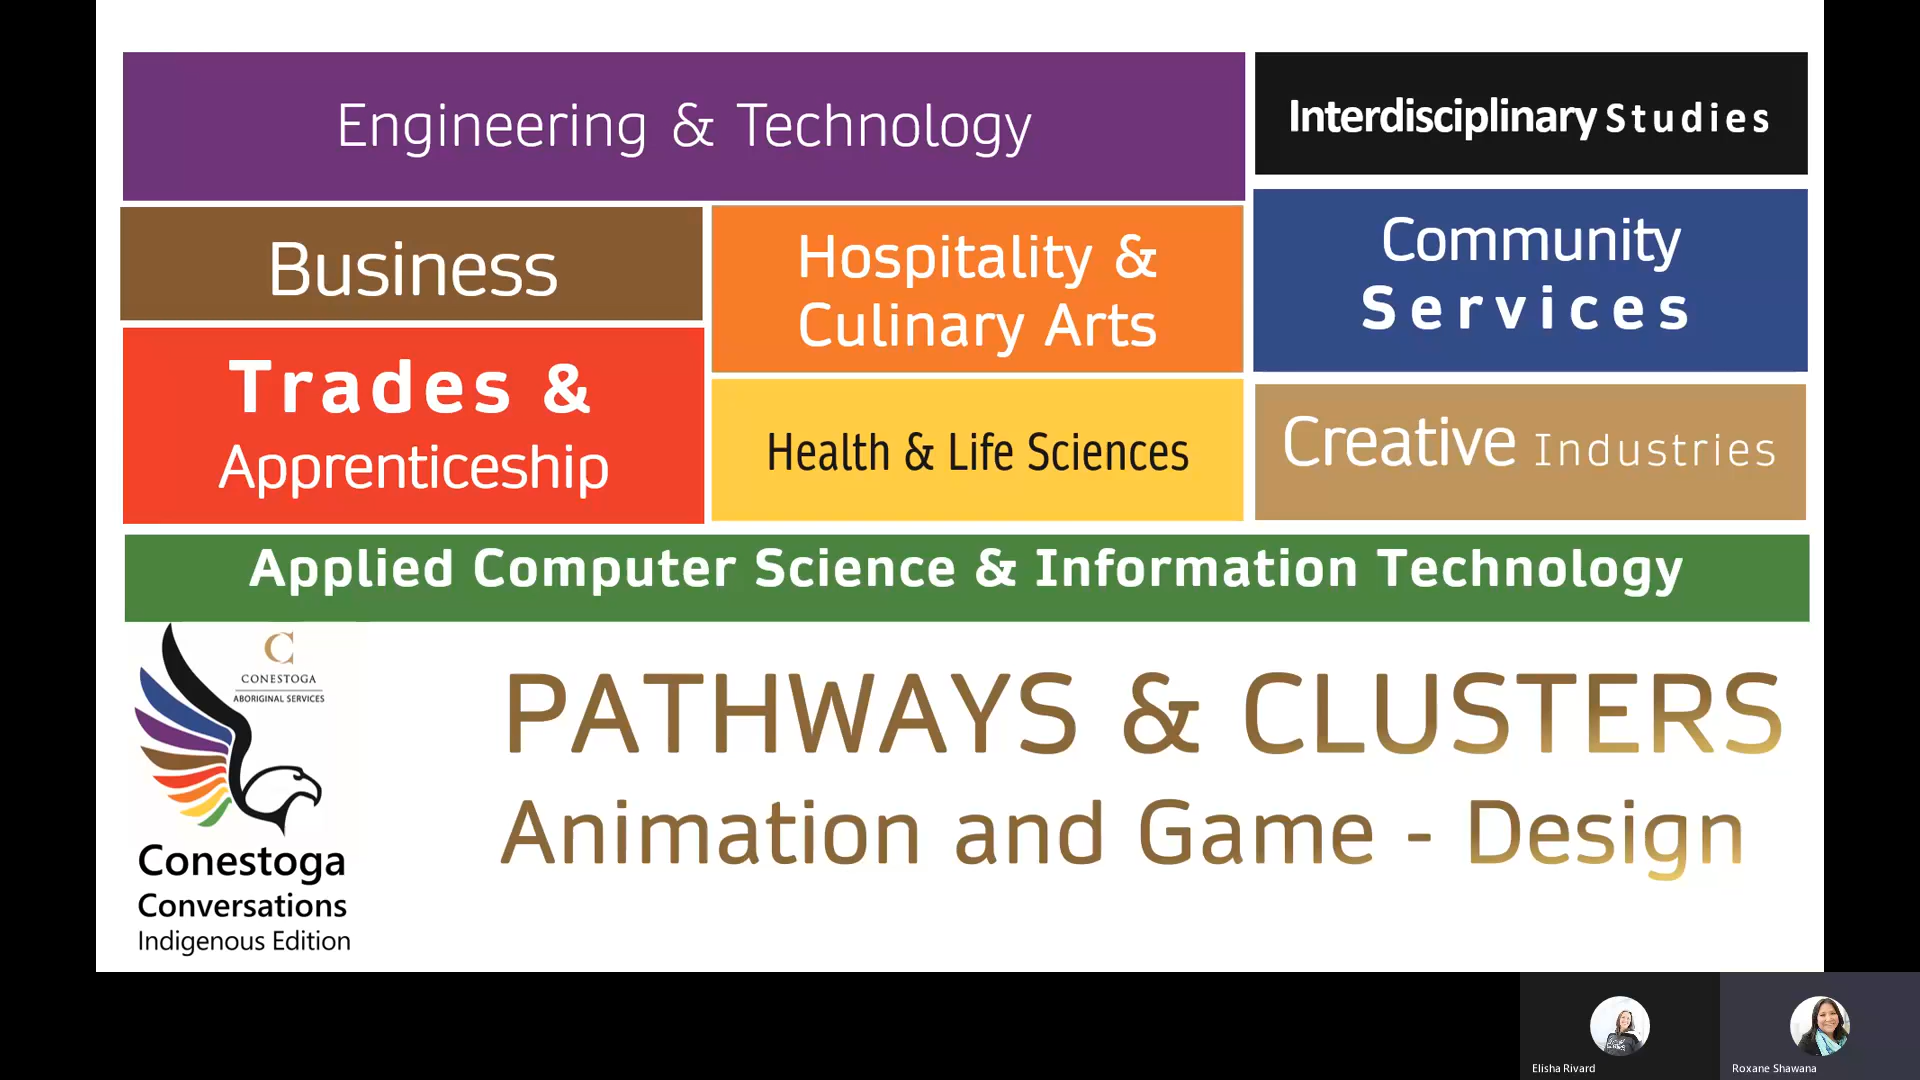 Engineering & Technology
Interdisciplinary Studies
Business
Hospitality &
Culinary Arts
Community
Services
Trades &
Apprenticeship
Health & Life Sciences
Creative Industries
Applied Computer Science & Information Technology
C
CONESTOGA
ABORIGINAL SERVICES
Conestoga
Conversations
Indigenous Edition
PATHWAYS & CLUSTERS
Animation and Game - Design
Elisha Rivard
Roxane Shawana